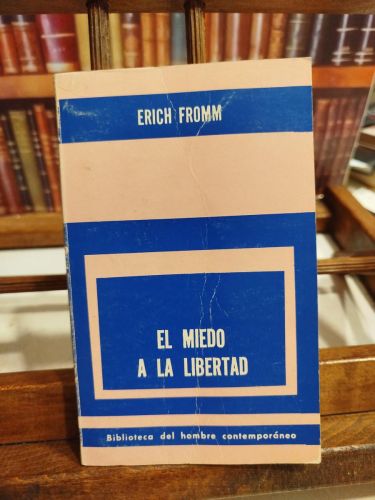 ERICH FROMM
EL MIEDO
A LA LIBERTAD
Biblioteca del hombre contemporáneo